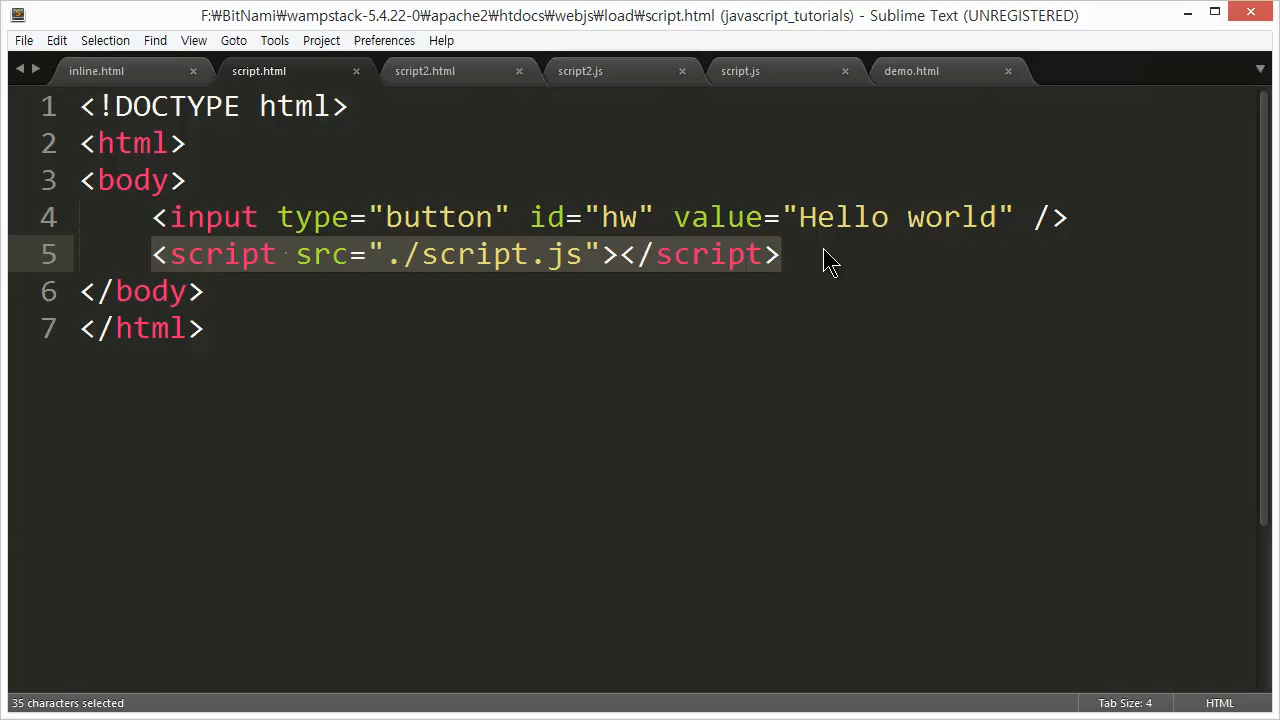 F:₩BitNami₩wampstack-5.4.22-0₩apache2₩htdocs₩webjs₩load₩script.html (javascript_tutorials) - Sublime Text (UNREGISTERED)
File Edit Selection Find View Goto Tools Project Preferences Help
inline.html script.html script2.html script2.js script.js demo.html
1 <!DOCTYPE html>
2 <html>
3 <body>
4     <input type="button" id="hw" value="Hello world" />
5     <script src="./script.js"></script>
6 </body>
7 </html>
35 characters selected Tab Size: 4 HTML